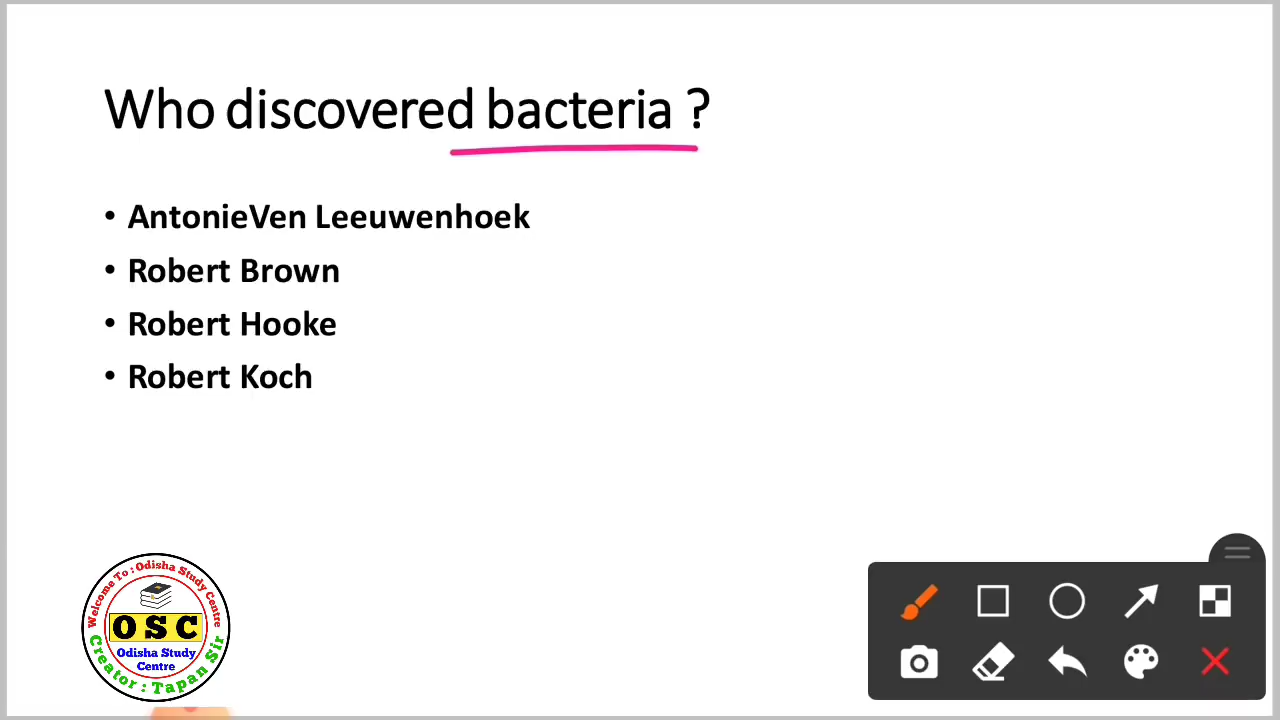 Who discovered bacteria ?
• AntonieVen Leeuwenhoek
• Robert Brown
• Robert Hooke
• Robert Koch
Welcome To : Odisha Study Centre
O S C
Odisha Study
Centre
Creator : Tapan Sir